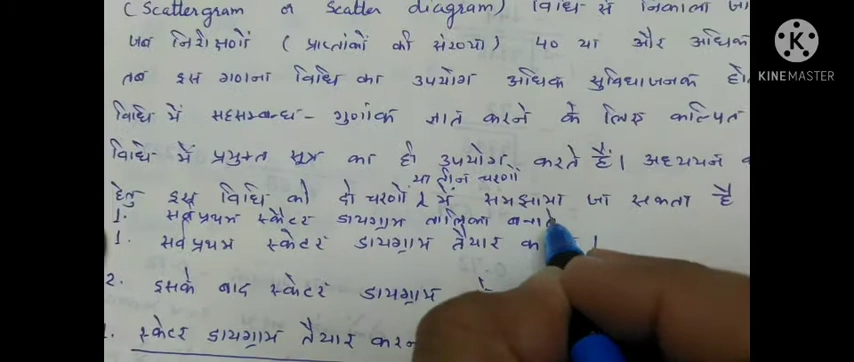 (Scattergram or Scatter diagram) विधि से निकाला जा
जब निरीक्षणों ( प्राप्तांकों की संख्या) 40 या और अधिक
तब इस गणना विधि का उपयोग अधिक सुविधाजनक हो
विधि में सहसम्बन्ध - गुणांक ज्ञात करने के लिए कल्पित
विधि में प्रयुक्त सूत्र का ही उपयोग करते हैं। अध्ययन
या तीन चरणों
हेतु इस विधि को दो चरणों में समझाया जा सकता है
1. सर्वप्रथम स्केटर डायग्राम तालिका बना
1. सर्वप्रथम स्केटर डायग्राम तैयार क
2. इसके बाद स्केटर डायग्राम
1. स्केटर डायग्राम तैयार करन
KINEMASTER